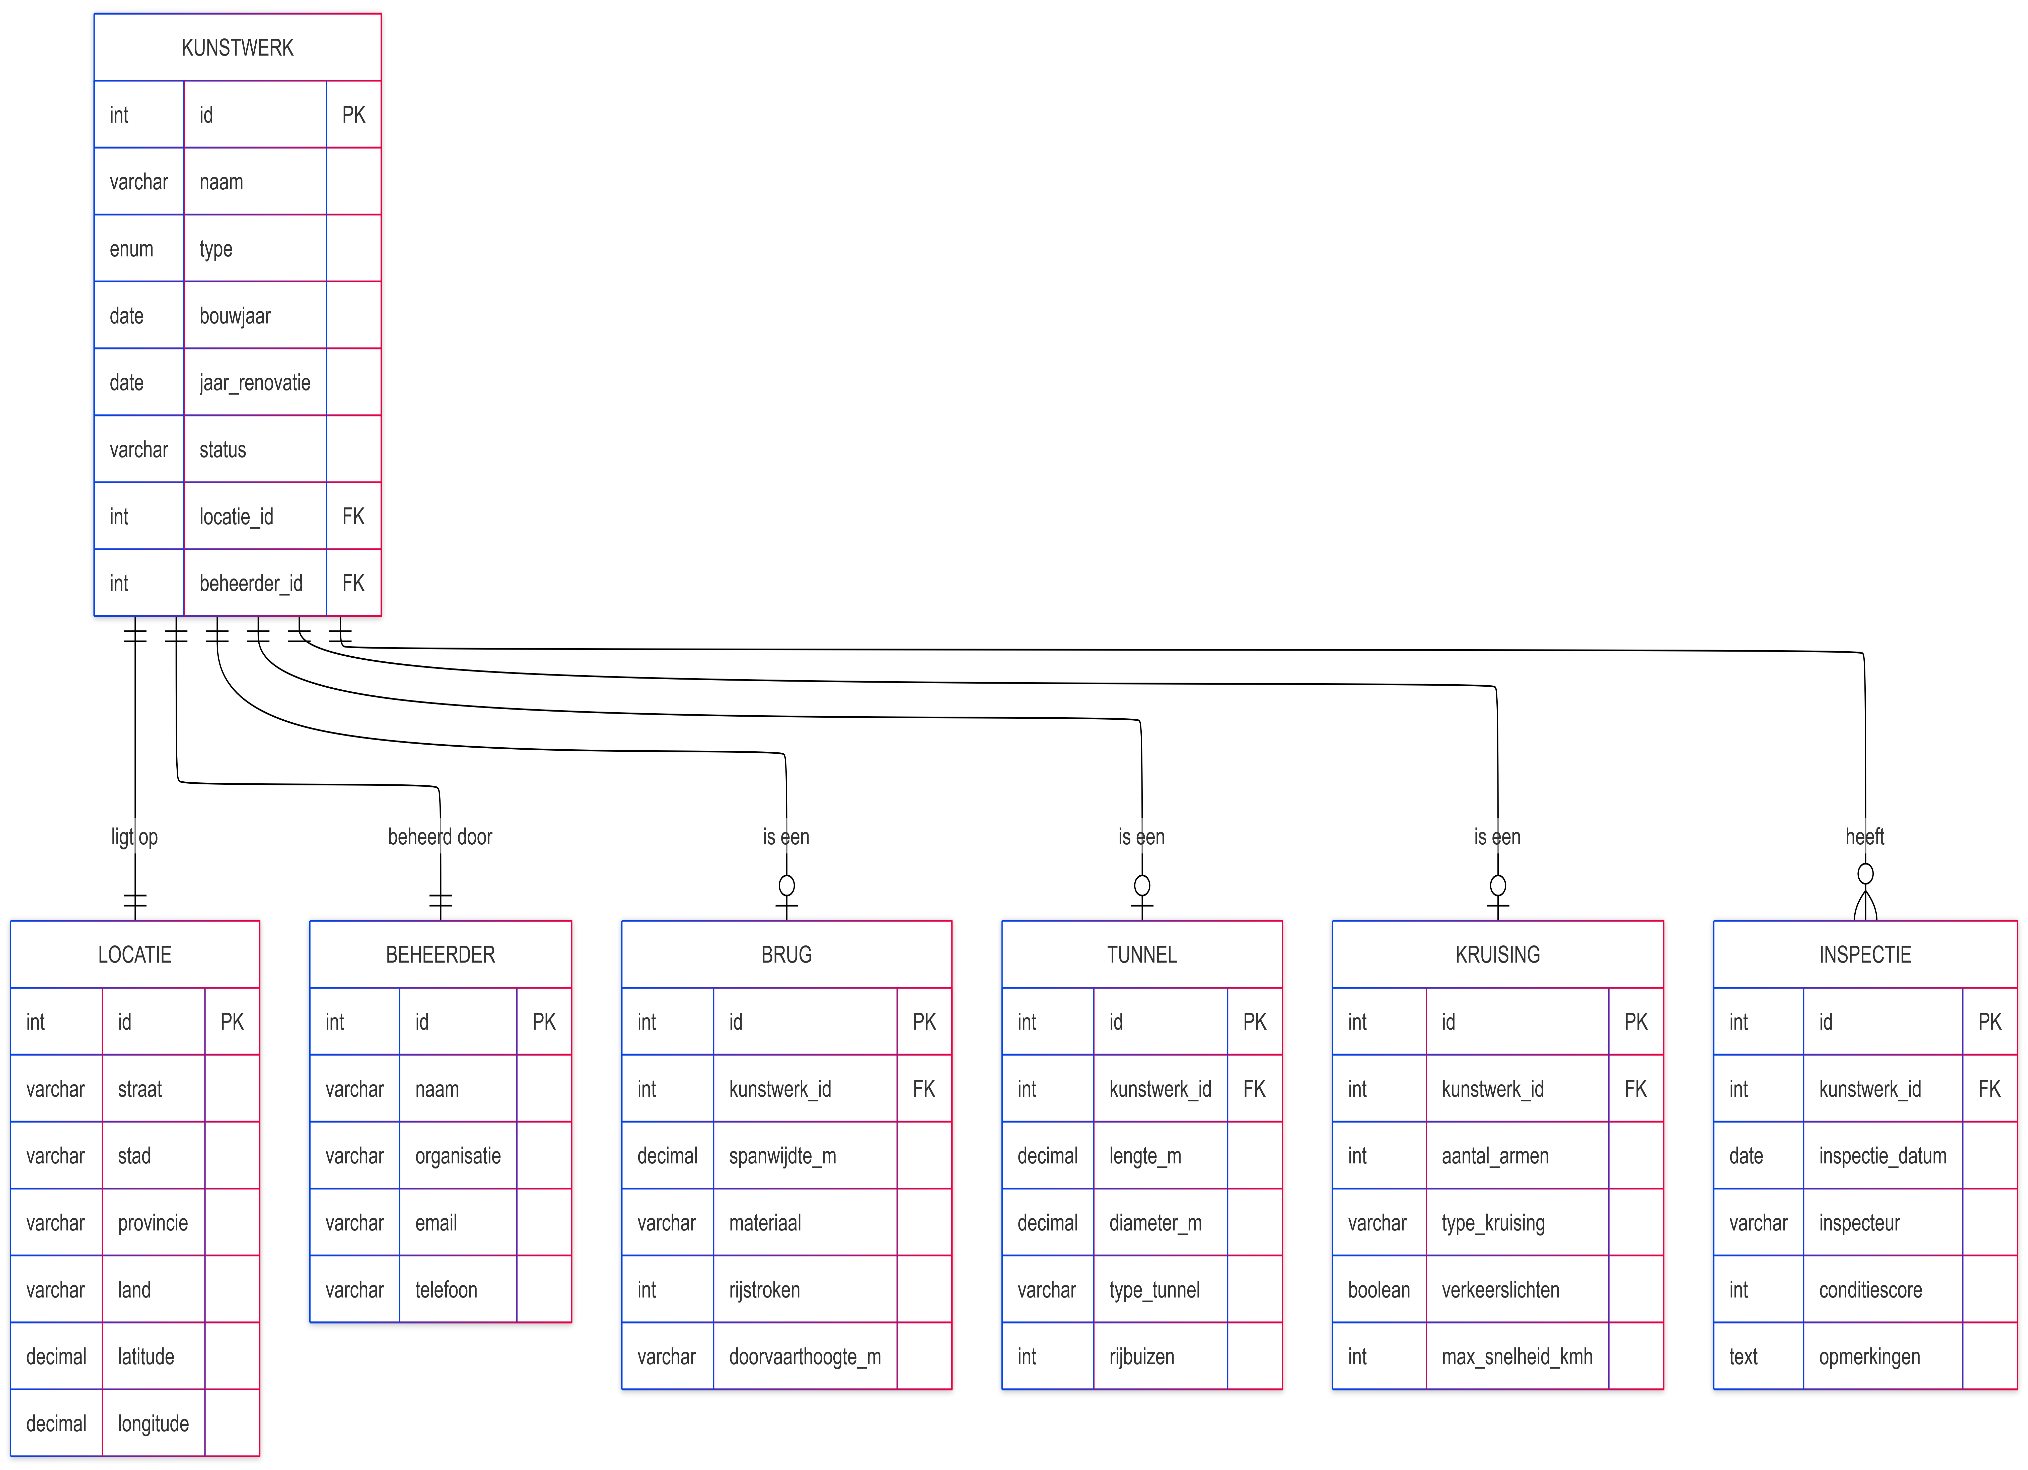 KUNSTWERK
int id PK
varchar naam
enum type
date bouwjaar
date jaar_renovatie
varchar status
int locatie_id FK
int beheerder_id FK
ligt op beheerd door is een is een is een heeft
LOCATIE
int id PK
varchar straat
varchar stad
varchar provincie
varchar land
decimal latitude
decimal longitude
BEHEERDER
int id PK
varchar naam
varchar organisatie
varchar email
varchar telefoon
BRUG
int id PK
int kunstwerk_id FK
decimal spanwijdte_m
varchar materiaal
int rijstroken
varchar doorvaarthoogte_m
TUNNEL
int id PK
int kunstwerk_id FK
decimal lengte_m
decimal diameter_m
varchar type_tunnel
int rijbuizen
KRUISING
int id PK
int kunstwerk_id FK
int aantal_armen
varchar type_kruising
boolean verkeerslichten
int max_snelheid_kmh
INSPECTIE
int id PK
int kunstwerk_id FK
date inspectie_datum
varchar inspecteur
int conditiescore
text opmerkingen